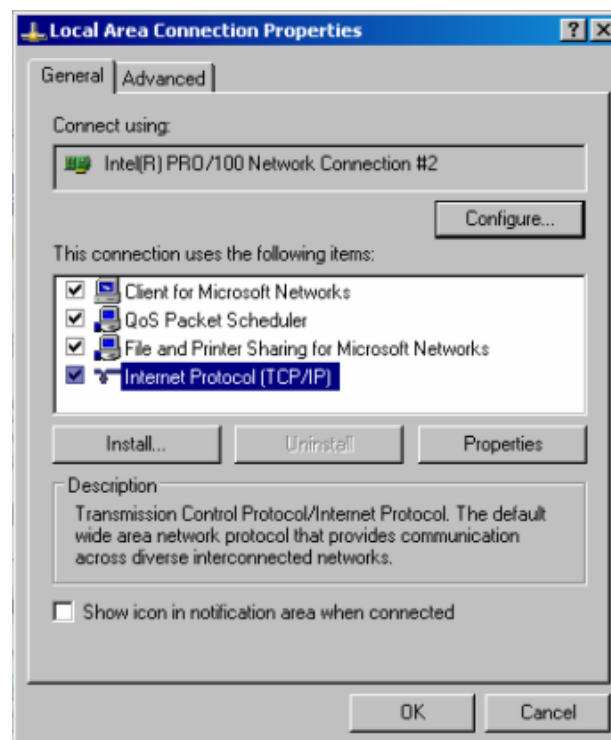 Local Area Connection Properties
General Advanced
Connect using:
Intel(R) PRO/100 Network Connection #2
Configure...
This connection uses the following items:
Client for Microsoft Networks
QoS Packet Scheduler
File and Printer Sharing for Microsoft Networks
Internet Protocol (TCP/IP)
Install... Uninstall Properties
Description
Transmission Control Protocol/Internet Protocol. The default
wide area network protocol that provides communication
across diverse interconnected networks.
Show icon in notification area when connected
OK Cancel